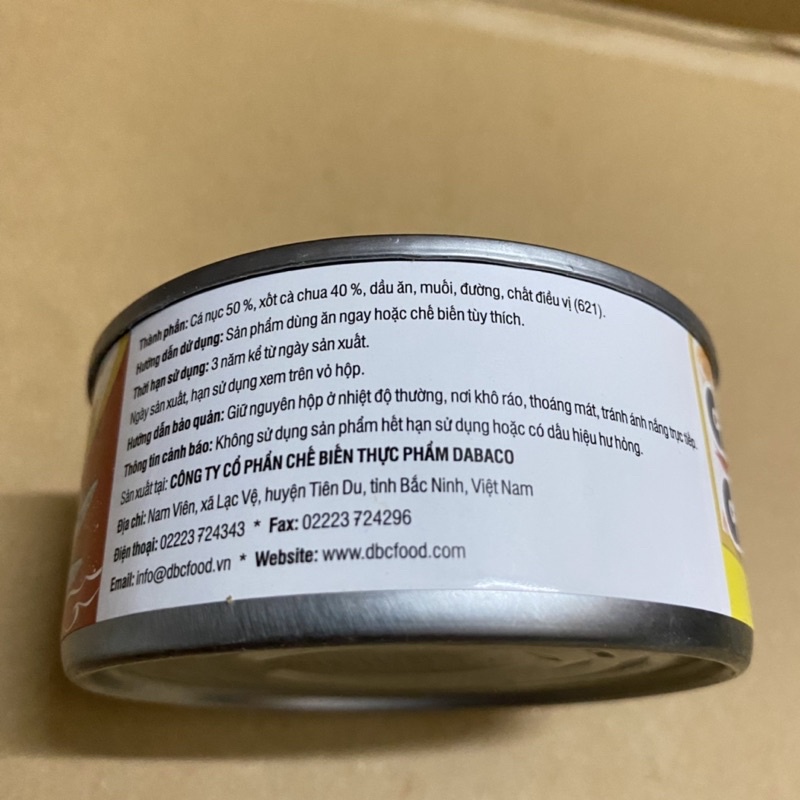 Thành phần: Cá nục 50 %, xốt cà chua 40 %, dầu ăn, muối, đường, chất điều vị (621).
Hướng dẫn dử dụng: Sản phẩm dùng ăn ngay hoặc chế biến tùy thích.
Thời hạn sử dụng: 3 năm kể từ ngày sản xuất.
Ngày sản xuất, hạn sử dụng xem trên vỏ hộp.
Hướng dẫn bảo quản: Giữ nguyên hộp ở nhiệt độ thường, nơi khô ráo, thoáng mát, tránh ánh nắng trực tiếp.
Thông tin cảnh báo: Không sử dụng sản phẩm hết hạn sử dụng hoặc có dấu hiệu hư hỏng.
Sản xuất tại: CÔNG TY CỔ PHẨN CHẾ BIẾN THỰC PHẨM DABACO
Địa chỉ: Nam Viên, xã Lạc Vệ, huyện Tiên Du, tỉnh Bắc Ninh, Việt Nam
Điện thoại: 02223 724343 * Fax: 02223 724296
Email: info@dbcfood.vn * Website: www.dbcfood.com